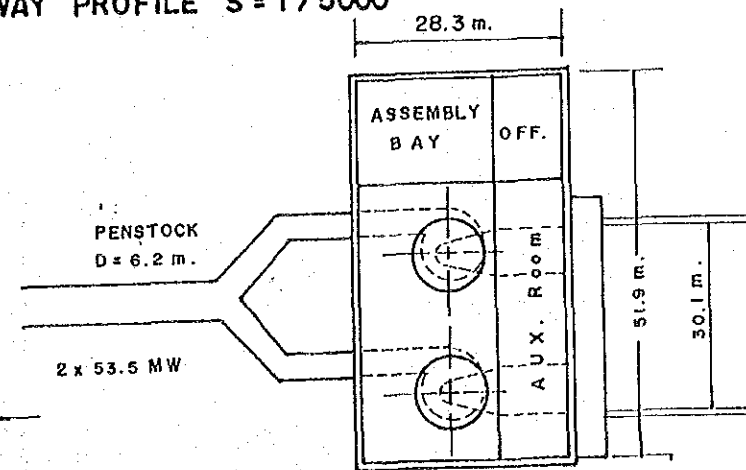 WAY PROFILE S = 1 / 5000
28.3 m.
ASSEMBLY
BAY
OFF.
PENSTOCK
D = 6.2 m.
2 x 53.5 MW
AUX. Room
51.9 m.
30.1 m.